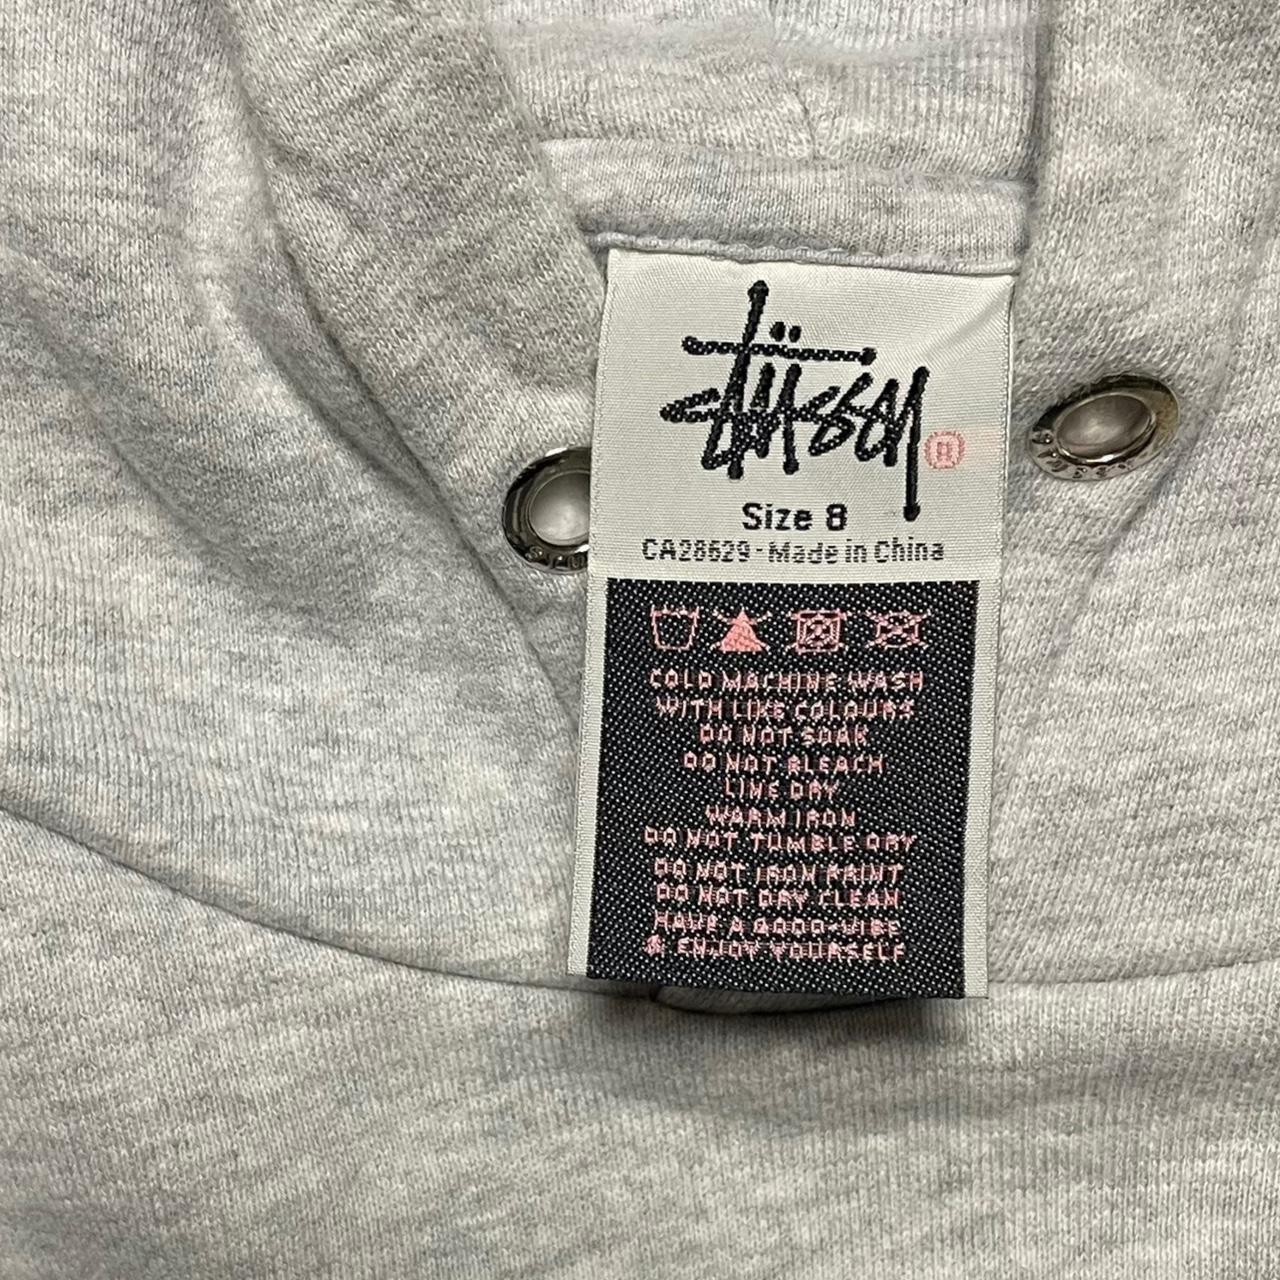 Stüssy ®
Size 8
CA28629 - Made in China
COLD MACHINE WASH
WITH LIKE COLOURS
DO NOT SOAK
DO NOT BLEACH
LINE DRY
WARM IRON
DO NOT TUMBLE DRY
DO NOT IRON PRINT
DO NOT DRY CLEAN
HAVE A GOOD-VIBE
& ENJOY YOURSELF